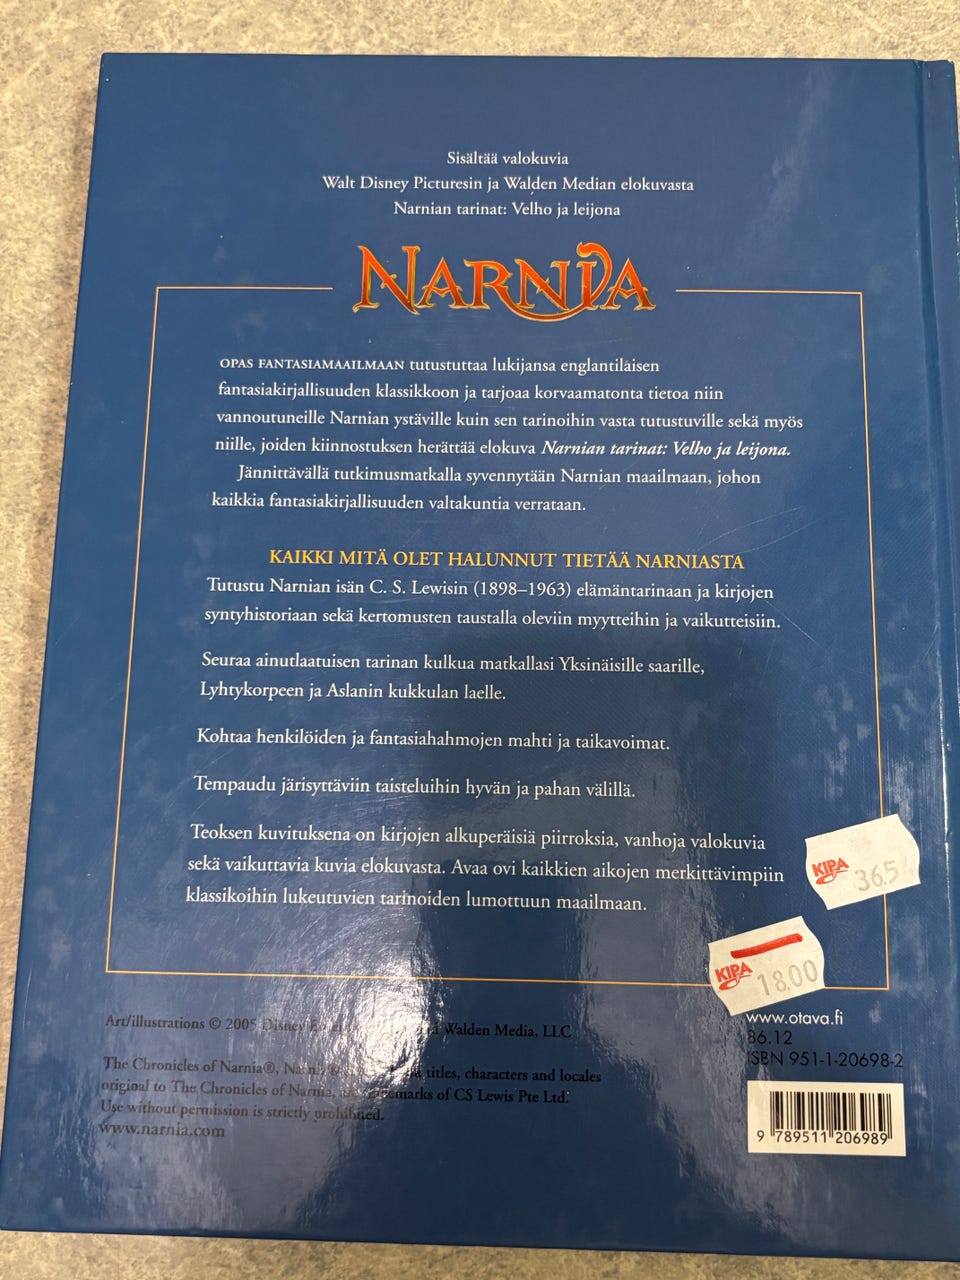 Sisältää valokuvia
Walt Disney Picturesin ja Walden Median elokuvasta
Narnian tarinat: Velho ja leijona
NARNIA
OPAS FANTASIAMAAILMAAN tutustuttaa lukijansa englantilaisen
fantasiakirjallisuuden klassikkoon ja tarjoaa korvaamatonta tietoa niin
vannoutuneille Narnian ystäville kuin sen tarinoihin vasta tutustuville sekä myös
niille, joiden kiinnostuksen herättää elokuva Narnian tarinat: Velho ja leijona.
Jännittävällä tutkimusmatkalla syvennytään Narnian maailmaan, johon
kaikkia fantasiakirjallisuuden valtakuntia verrataan.
KAIKKI MITÄ OLET HALUNNUT TIETÄÄ NARNIASTA
Tutustu Narnian isän C. S. Lewisin (1898–1963) elämäntarinaan ja kirjojen
syntyhistoriaan sekä kertomusten taustalla oleviin myytteihin ja vaikutteisiin.
Seuraa ainutlaatuisen tarinan kulkua matkallasi Yksinäisille saarille,
Lyhtykorpeen ja Aslanin kukkulan laelle.
Kohtaa henkilöiden ja fantasiahahmojen mahti ja taikavoimat.
Tempaudu järisyttäviin taisteluihin hyvän ja pahan välillä.
Teoksen kuvituksena on kirjojen alkuperäisiä piirroksia, vanhoja valokuvia
sekä vaikuttavia kuvia elokuvasta. Avaa ovi kaikkien aikojen merkittävimpiin
klassikoihin lukeutuvien tarinoiden lumottuun maailmaan.
KIPA 36.5
KIPA 18.00
Art/illustrations © 2005 Disney Walden Media, LLC
The Chronicles of Narnia®, titles, characters and locales
original to The Chronicles of Narnia, of CS Lewis Pte Ltd.
Use without permission is strictly prohibited.
www.narnia.com
www.otava.fi
86.12
ISBN 951-1-20698-2
9 789511 206989